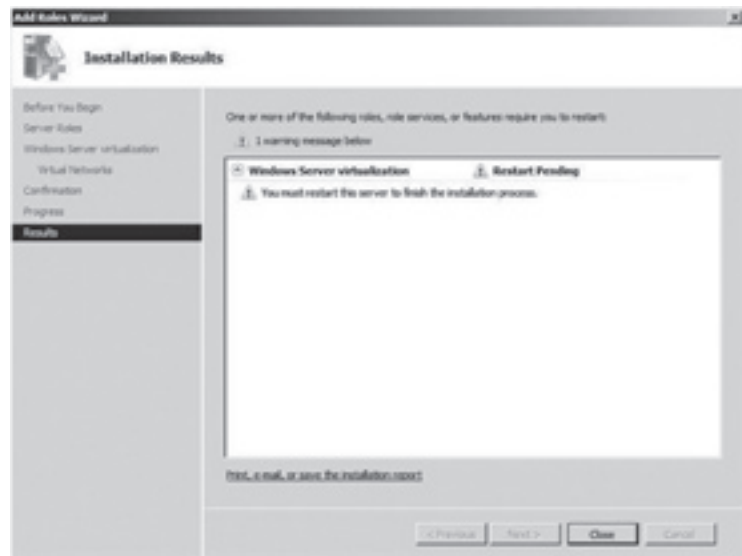 Add Roles Wizard
Installation Results
Before You Begin
Server Roles
Windows Server virtualization
Virtual Networks
Confirmation
Progress
Results
One or more of the following roles, role services, or features require you to restart:
1 warning message below
Windows Server virtualization
Restart Pending
You must restart this server to finish the installation process.
Print, e-mail, or save the installation report
< Previous
Next >
Close
Cancel